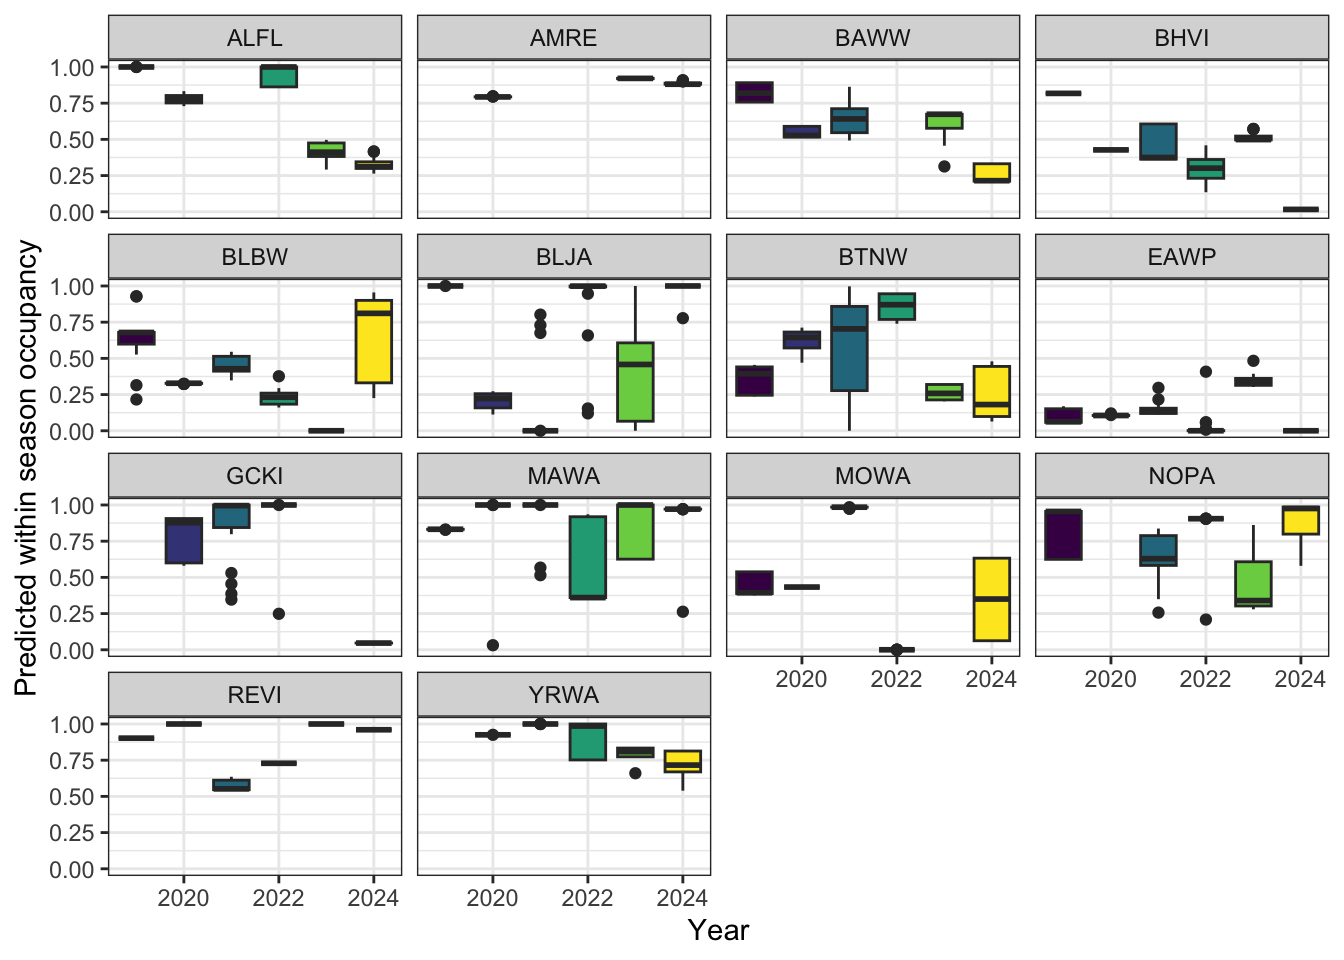 ALFL AMRE BAWW BHVI
1.00
0.75
0.50
0.25
0.00
BLBW BLJA BTNW EAWP
1.00
0.75
0.50
0.25
0.00
GCKI MAWA MOWA NOPA
1.00
0.75
0.50
0.25
0.00
2020 2022 2024 2020 2022 2024
REVI YRWA
1.00
0.75
0.50
0.25
0.00
2020 2022 2024 2020 2022 2024
Predicted within season occupancy
Year